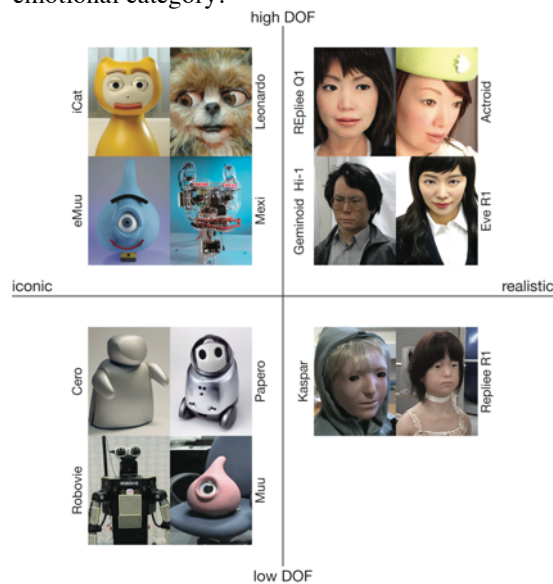 emotional category?
high DOF
iCat
Leonardo
REpliee Q1
Actroid
eMuu
Mexi
Geminoid Hi-1
Eve R1
iconic
realistic
Cero
Papero
Kaspar
Repliee R1
Robovie
Muu
ROBOVIE
low DOF